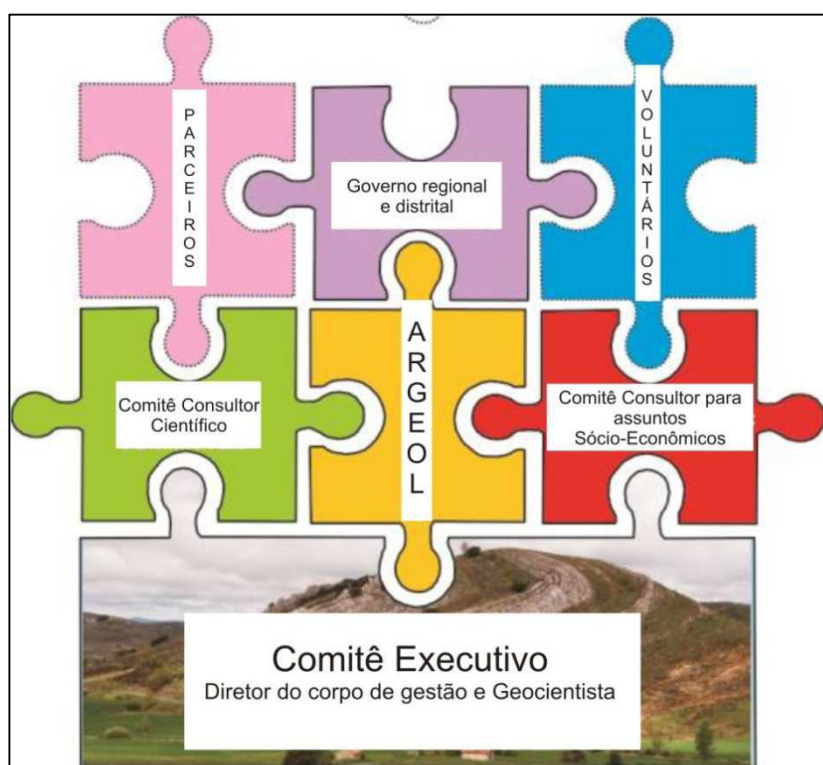 PARCEIROS
Governo regional
e distrital
VOLUNTÁRIOS
Comitê Consultor
Científico
ARGEOL
Comitê Consultor para
assuntos
Sócio-Econômicos
Comitê Executivo
Diretor do corpo de gestão e Geocientista